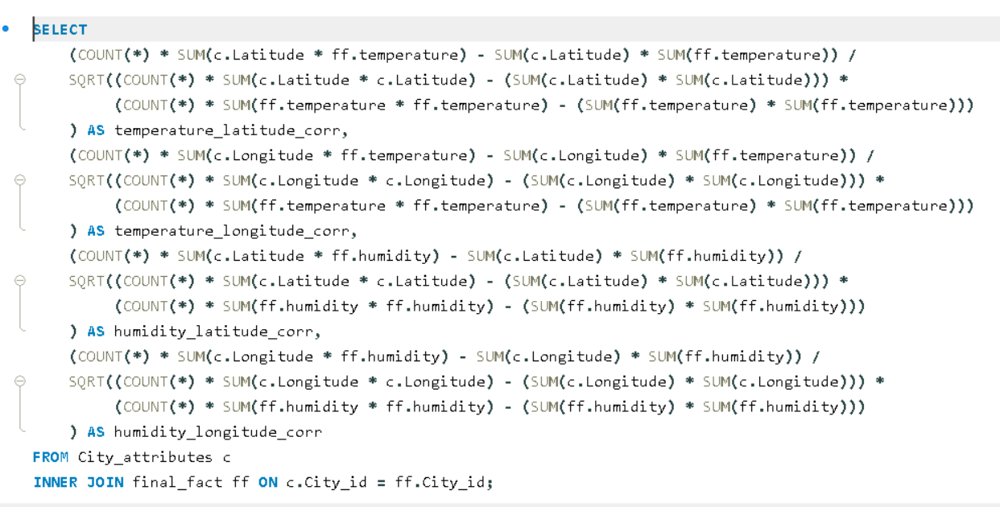 SELECT
(COUNT(*) * SUM(c.Latitude * ff.temperature) - SUM(c.Latitude) * SUM(ff.temperature)) /
SQRT((COUNT(*) * SUM(c.Latitude * c.Latitude) - (SUM(c.Latitude) * SUM(c.Latitude))) *
(COUNT(*) * SUM(ff.temperature * ff.temperature) - (SUM(ff.temperature) * SUM(ff.temperature)))
) AS temperature_latitude_corr,
(COUNT(*) * SUM(c.Longitude * ff.temperature) - SUM(c.Longitude) * SUM(ff.temperature)) /
SQRT((COUNT(*) * SUM(c.Longitude * c.Longitude) - (SUM(c.Longitude) * SUM(c.Longitude))) *
(COUNT(*) * SUM(ff.temperature * ff.temperature) - (SUM(ff.temperature) * SUM(ff.temperature)))
) AS temperature_longitude_corr,
(COUNT(*) * SUM(c.Latitude * ff.humidity) - SUM(c.Latitude) * SUM(ff.humidity)) /
SQRT((COUNT(*) * SUM(c.Latitude * c.Latitude) - (SUM(c.Latitude) * SUM(c.Latitude))) *
(COUNT(*) * SUM(ff.humidity * ff.humidity) - (SUM(ff.humidity) * SUM(ff.humidity)))
) AS humidity_latitude_corr,
(COUNT(*) * SUM(c.Longitude * ff.humidity) - SUM(c.Longitude) * SUM(ff.humidity)) /
SQRT((COUNT(*) * SUM(c.Longitude * c.Longitude) - (SUM(c.Longitude) * SUM(c.Longitude))) *
(COUNT(*) * SUM(ff.humidity * ff.humidity) - (SUM(ff.humidity) * SUM(ff.humidity)))
) AS humidity_longitude_corr
FROM City_attributes c
INNER JOIN final_fact ff ON c.City_id = ff.City_id;